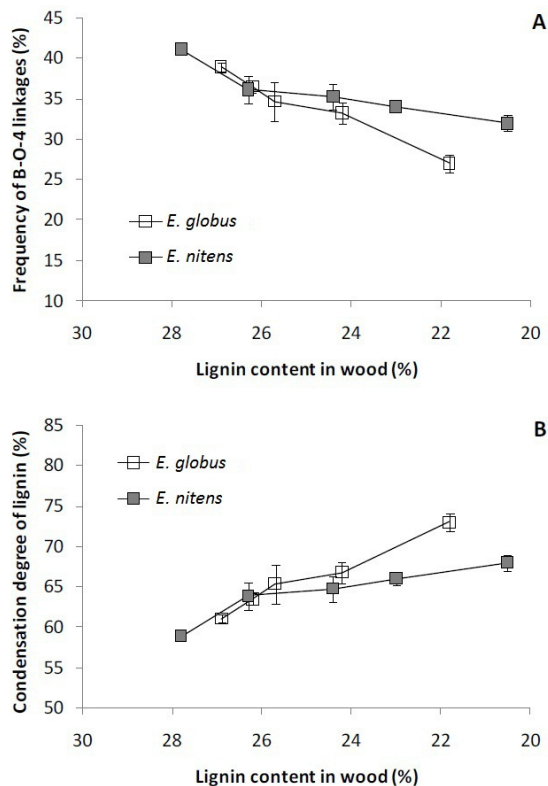 A
Frequency of B-O-4 linkages (%)
45
40
35
30
25
20
15
10
E. globus
E. nitens
30 28 26 24 22 20
Lignin content in wood (%)
B
Condensation degree of lignin (%)
85
80
75
70
65
60
55
50
E. globus
E. nitens
30 28 26 24 22 20
Lignin content in wood (%)